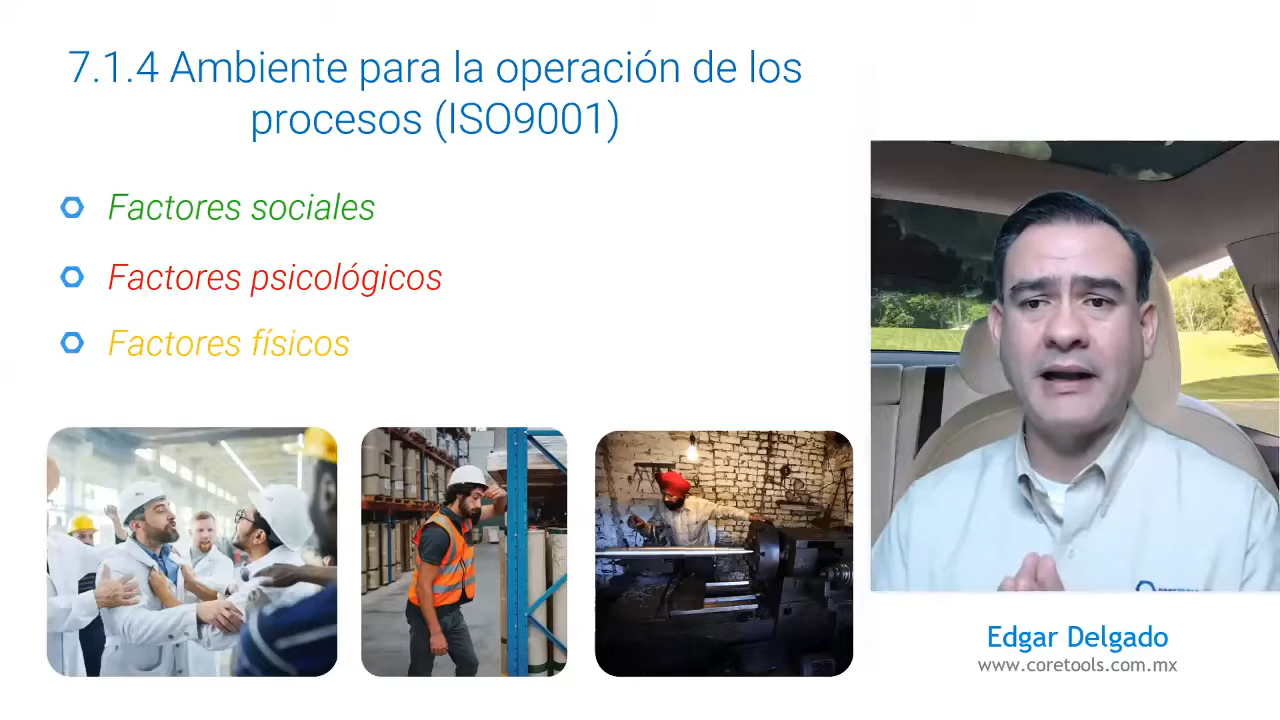 7.1.4 Ambiente para la operación de los
procesos (ISO9001)
Factores sociales
Factores psicológicos
Factores físicos
Edgar Delgado
www.coretools.com.mx